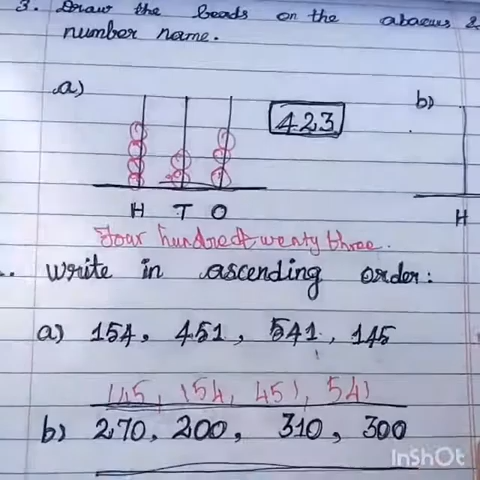 3. Draw the beads on the abacus &
number name.
a)
423
b)
H T O
H
Four hundred twenty three.
Write in ascending order:
a) 154, 451, 541, 145
145, 154, 451, 541
b) 270, 200, 310, 300
InShOt